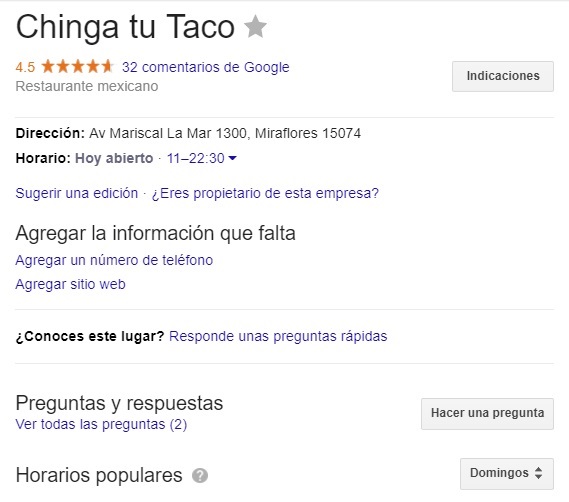 Chinga tu Taco
4.5 32 comentarios de Google
Restaurante mexicano
Indicaciones
Dirección: Av Mariscal La Mar 1300, Miraflores 15074
Horario: Hoy abierto · 11–22:30
Sugerir una edición · ¿Eres propietario de esta empresa?
Agregar la información que falta
Agregar un número de teléfono
Agregar sitio web
¿Conoces este lugar? Responde unas preguntas rápidas
Preguntas y respuestas
Ver todas las preguntas (2)
Hacer una pregunta
Horarios populares ?
Domingos